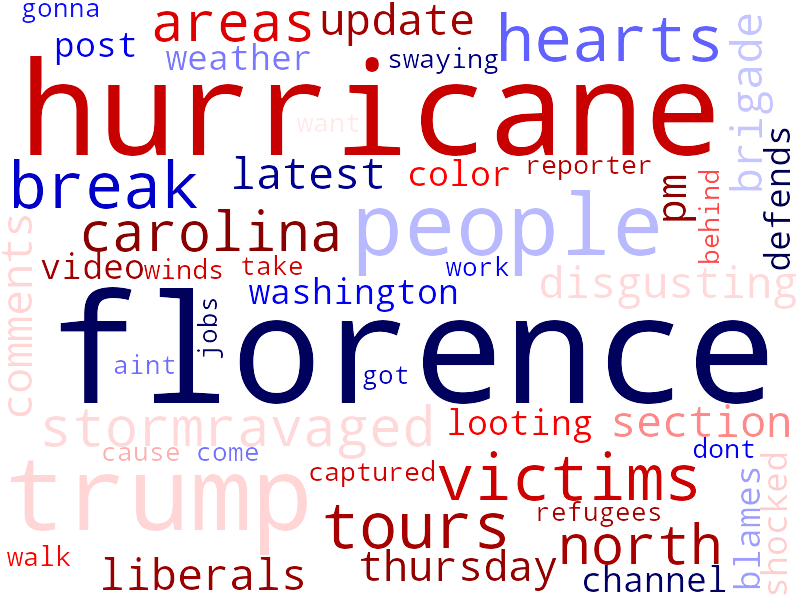 gonna
post
areas
update
hearts
weather
swaying
brigade
hurricane
want
defends
break
latest
color
reporter
pm
behind
carolina
people
comments
video
winds
take
washington
work
disgusting
florence
jobs
aint
got
stormravaged
looting
section
cause
come
dont
trump
captured
victims
blames
shocked
tours
refugees
north
walk
liberals
thursday
channel